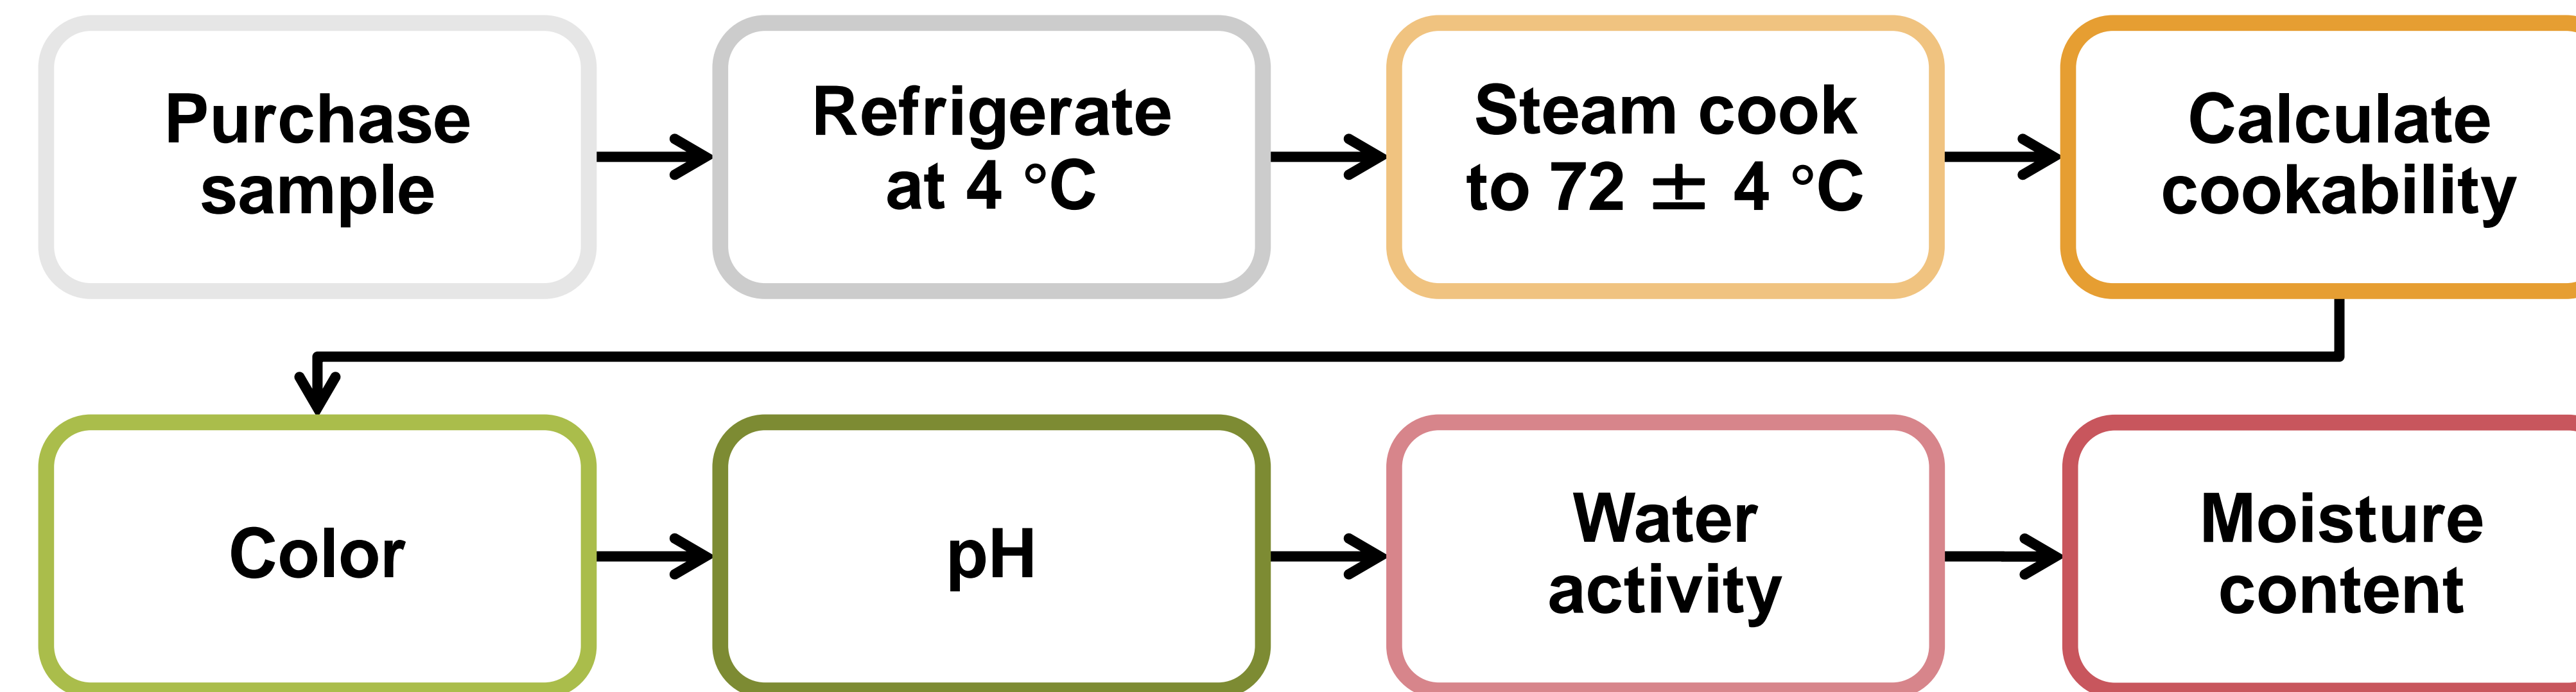 Purchase
sample
Refrigerate
at 4 °C
Steam cook
to 72 ± 4 °C
Calculate
cookability
Color
pH
Water
activity
Moisture
content